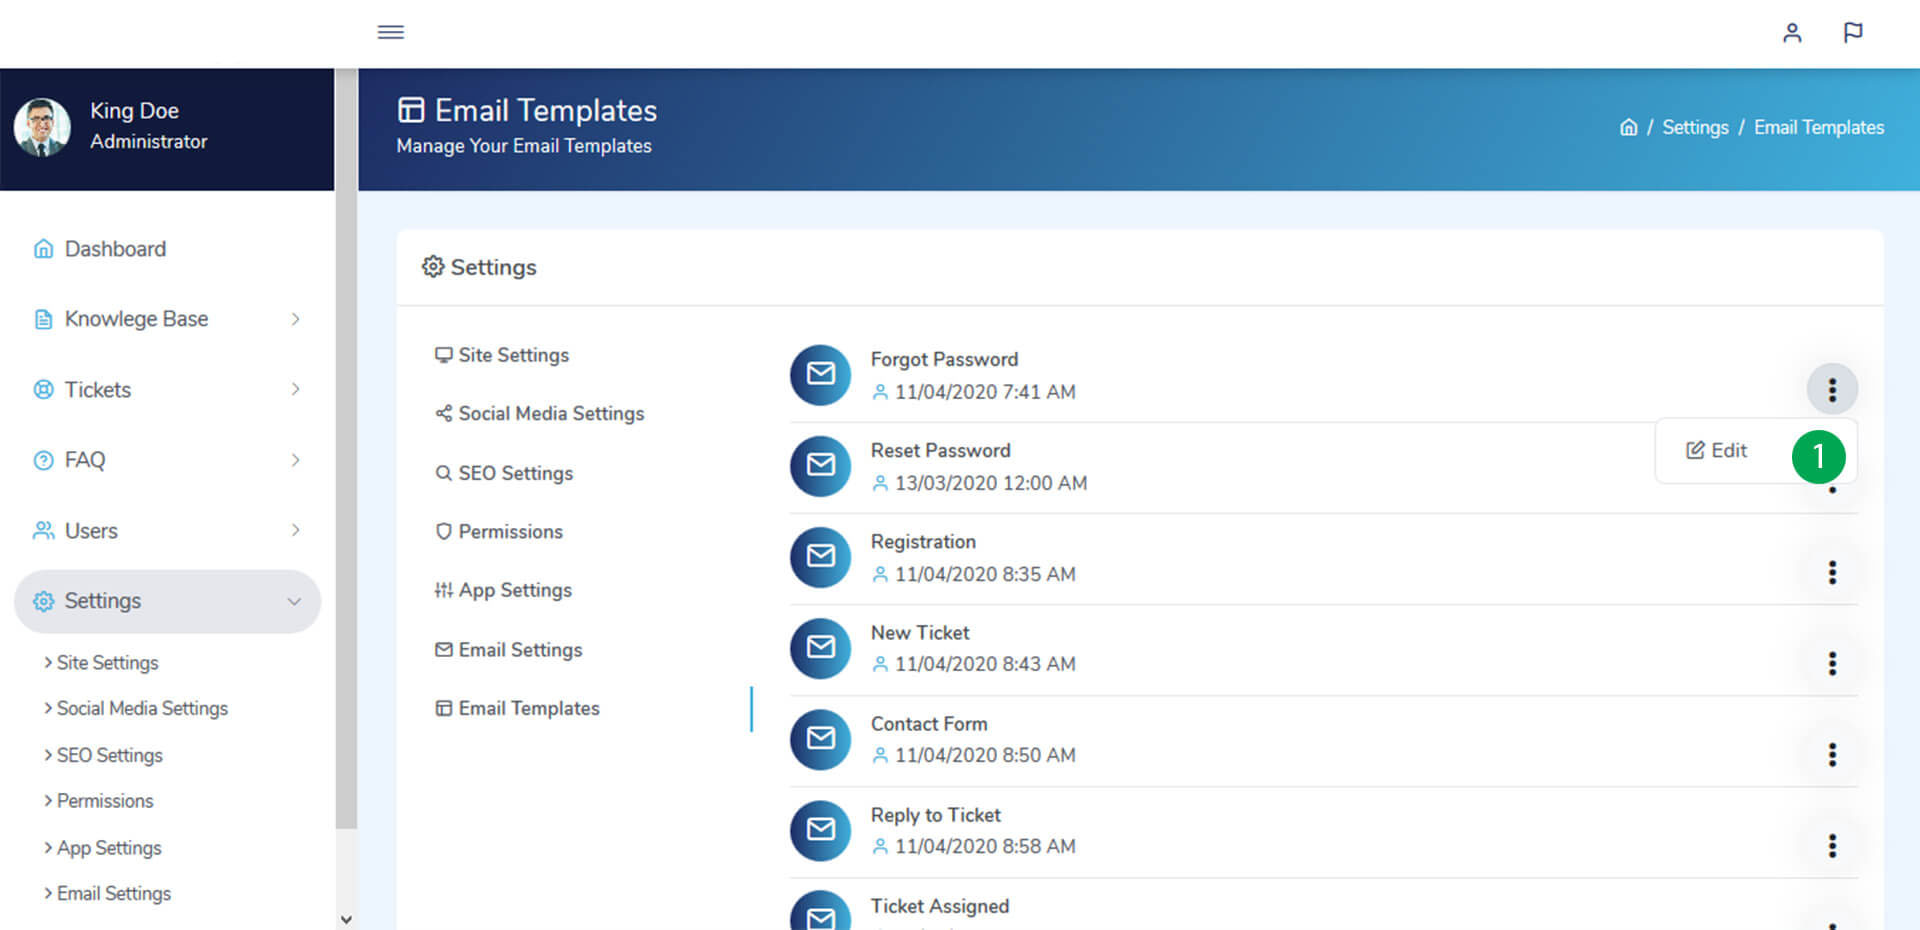 King Doe
Administrator
Email Templates
Manage Your Email Templates
/ Settings / Email Templates
Dashboard
Knowlege Base
Tickets
FAQ
Users
Settings
Site Settings
Social Media Settings
SEO Settings
Permissions
App Settings
Email Settings
Settings
Site Settings
Social Media Settings
SEO Settings
Permissions
App Settings
Email Settings
Email Templates
Forgot Password
11/04/2020 7:41 AM
Edit
1
Reset Password
13/03/2020 12:00 AM
Registration
11/04/2020 8:35 AM
New Ticket
11/04/2020 8:43 AM
Contact Form
11/04/2020 8:50 AM
Reply to Ticket
11/04/2020 8:58 AM
Ticket Assigned